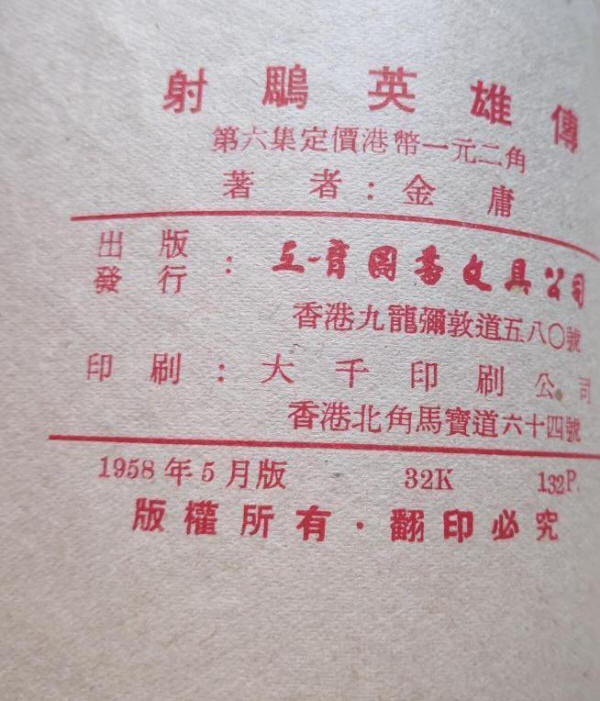 射鵰英雄傳
第六集定價港幣一元二角
著者：金庸
出版
發行：三育圖書文具公司
香港九龍彌敦道五八〇號
印刷：大千印刷公司
香港北角馬寶道六十四號
1958年5月版 32K 132P.
版權所有·翻印必究